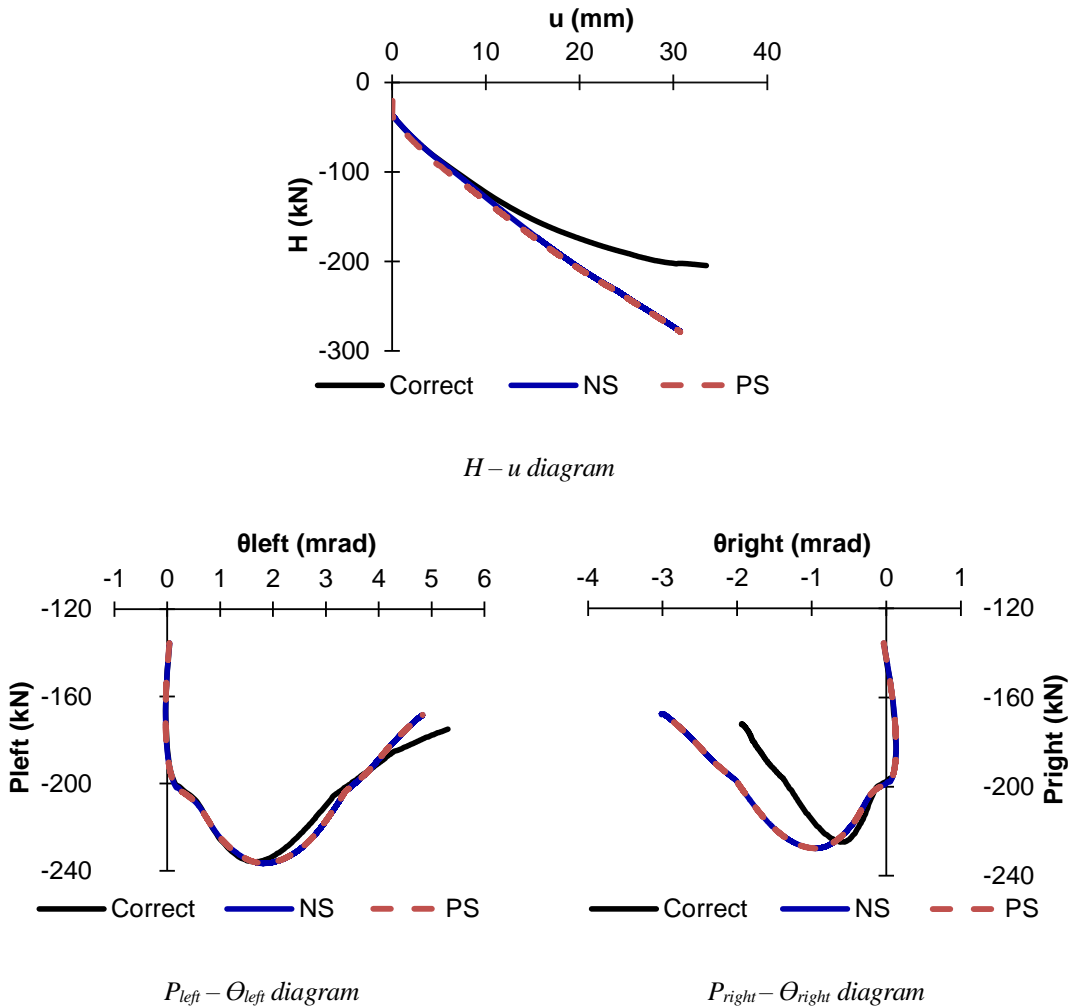 u (mm)
0 10 20 30 40
0
-100
-200
-300
H (kN)
Correct NS PS
H – u diagram
θleft (mrad)
-1 0 1 2 3 4 5 6
-120
-160
-200
-240
Pleft (kN)
Correct NS PS
Pleft – Θleft diagram
θright (mrad)
-4 -3 -2 -1 0 1
-120
-160
-200
-240
Pright (kN)
Correct NS PS
Pright – Θright diagram